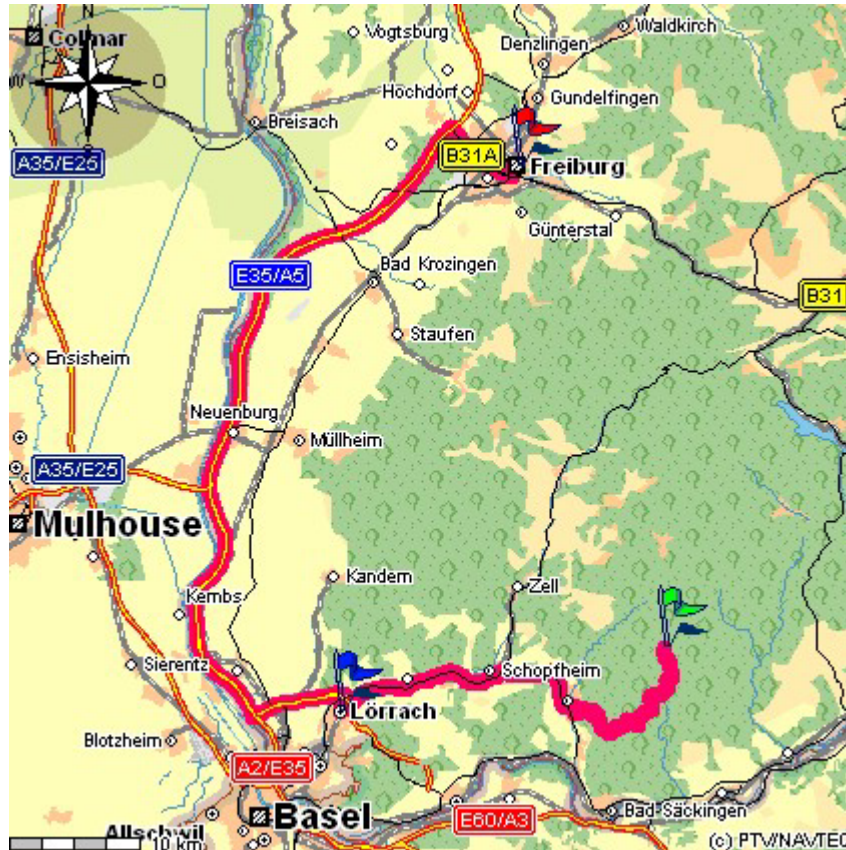 Colmar
N
W
O
Vogtsburg
Waldkirch
Denzlingen
Hochdorf
Gundelfingen
Breisach
A35/E25
B31A
Freiburg
Günterstal
Bad Krozingen
E35/A5
B31
Staufen
Ensisheim
Neuenburg
Müllheim
A35/E25
Mulhouse
Kandern
Zell
Kembs
Sierentz
Schopfheim
Lörrach
Blotzheim
A2/E35
Basel
E60/A3
Bad-Säckingen
Allschwil
10 km
(c) PTV/NAVTEC